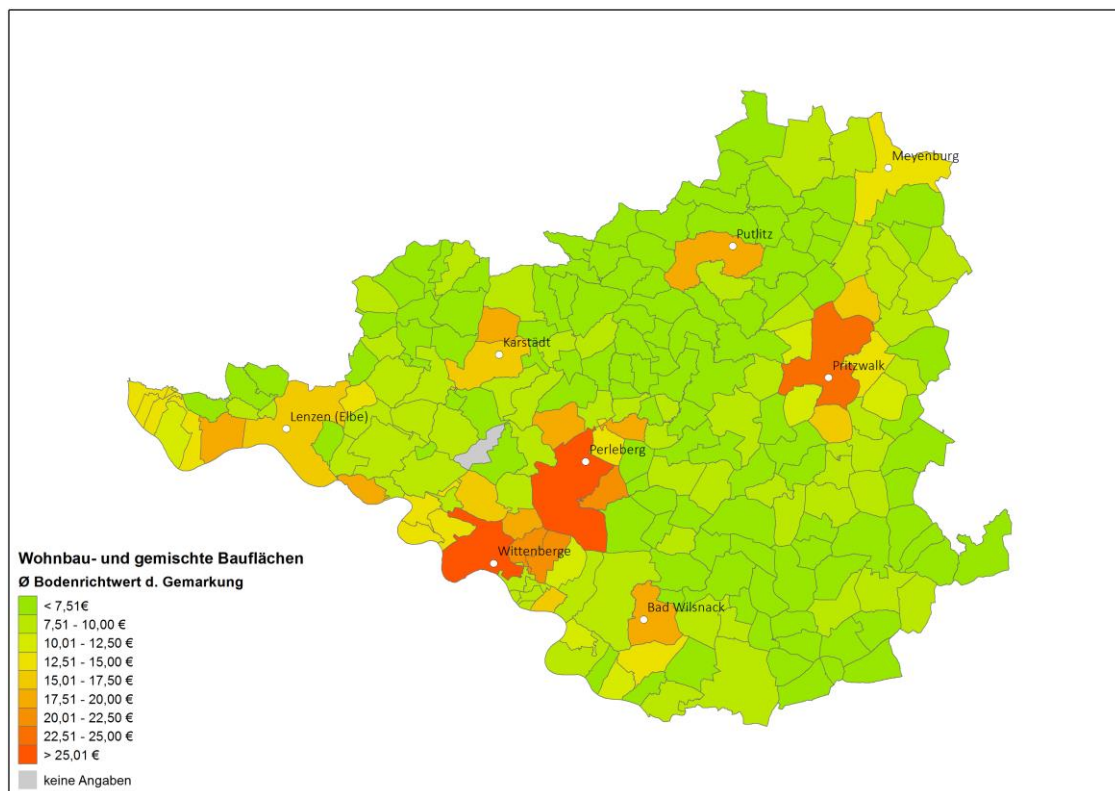 Meyenburg
Putlitz
Karstädt
Pritzwalk
Lenzen (Elbe)
Perleberg
Wittenberge
Bad Wilsnack
Wohnbau- und gemischte Bauflächen
Ø Bodenrichtwert d. Gemarkung
< 7,51€
7,51 - 10,00 €
10,01 - 12,50 €
12,51 - 15,00 €
15,01 - 17,50 €
17,51 - 20,00 €
20,01 - 22,50 €
22,51 - 25,00 €
> 25,01 €
keine Angaben